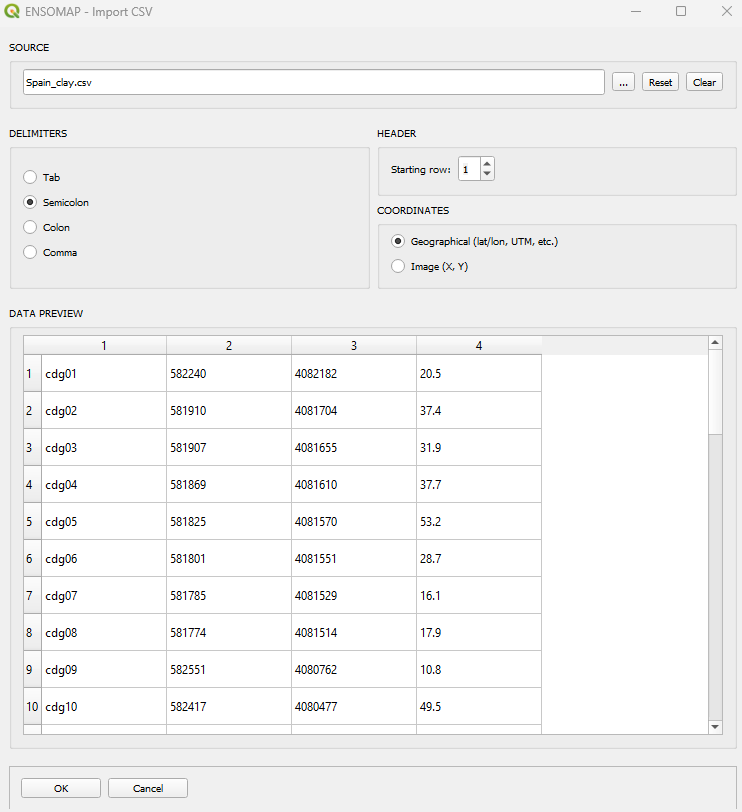 ENSOMAP - Import CSV
SOURCE
Spain_clay.csv ... Reset Clear
DELIMITERS HEADER
Tab Starting row: 1
Semicolon
COORDINATES
Colon Geographical (lat/lon, UTM, etc.)
Comma Image (X, Y)
DATA PREVIEW
1 2 3 4
1 cdg01 582240 4082182 20.5
2 cdg02 581910 4081704 37.4
3 cdg03 581907 4081655 31.9
4 cdg04 581869 4081610 37.7
5 cdg05 581825 4081570 53.2
6 cdg06 581801 4081551 28.7
7 cdg07 581785 4081529 16.1
8 cdg08 581774 4081514 17.9
9 cdg09 582551 4080762 10.8
10 cdg10 582417 4080477 49.5
OK Cancel